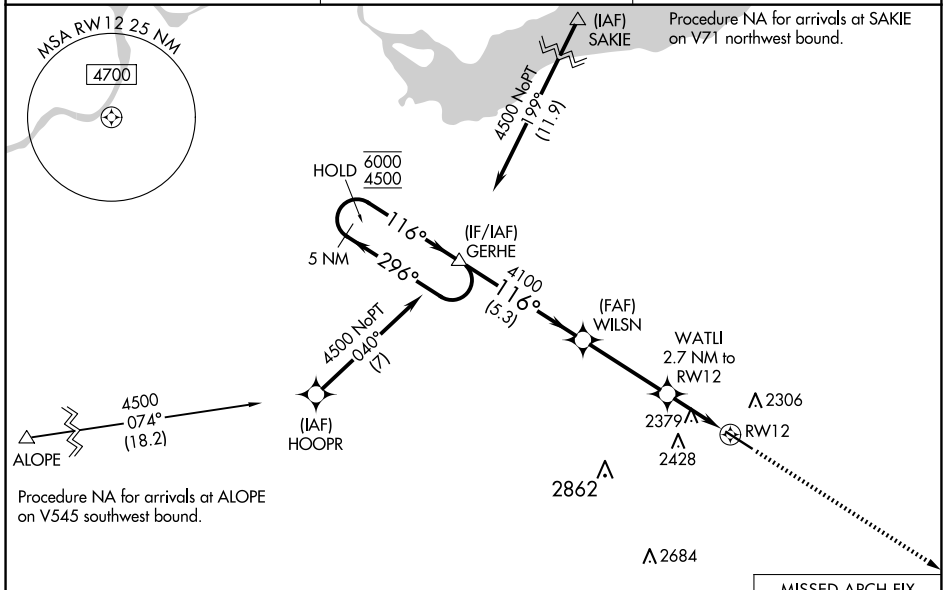 MSA RW12 25 NM
4700
(IAF)
SAKIE
Procedure NA for arrivals at SAKIE
on V71 northwest bound.
4500 NoPT
199°
(11.9)
HOLD
6000
4500
116°
5 NM
296°
(IF/IAF)
GERHE
4100
116°
(5.3)
(FAF)
WILSN
WATLI
2.7 NM to
RW12
4500 NoPT
040°
(7)
(IAF)
HOOPR
4500
074°
(18.2)
ALOPE
2379
2306
RW12
2428
2862
2684
Procedure NA for arrivals at ALOPE
on V545 southwest bound.